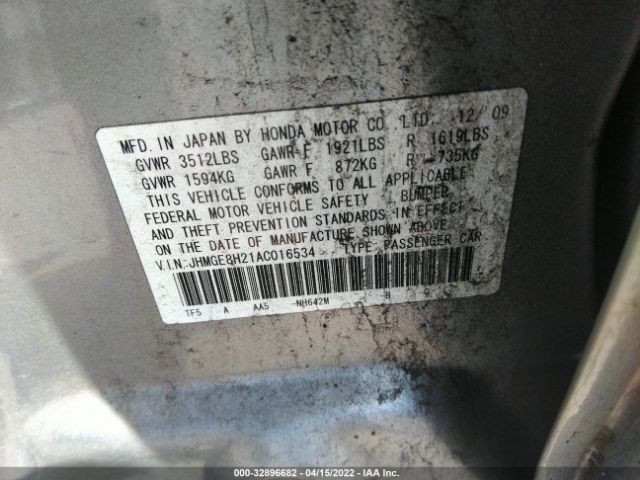 MFD. IN JAPAN BY HONDA MOTOR CO., LTD. 12/09
GVWR 3512LBS GAWR F 1921LBS R 1619LBS
GVWR 1594KG GAWR F 872KG R 735KG
THIS VEHICLE CONFORMS TO ALL APPLICABLE
FEDERAL MOTOR VEHICLE SAFETY, BUMPER,
AND THEFT PREVENTION STANDARDS IN EFFECT
ON THE DATE OF MANUFACTURE SHOWN ABOVE.
V.I.N:JHMGE8H21AC016534 TYPE: PASSENGER CAR
TF5 A AA5 NH642M B
000-32896682 / 04/15/2022 / IAA Inc.